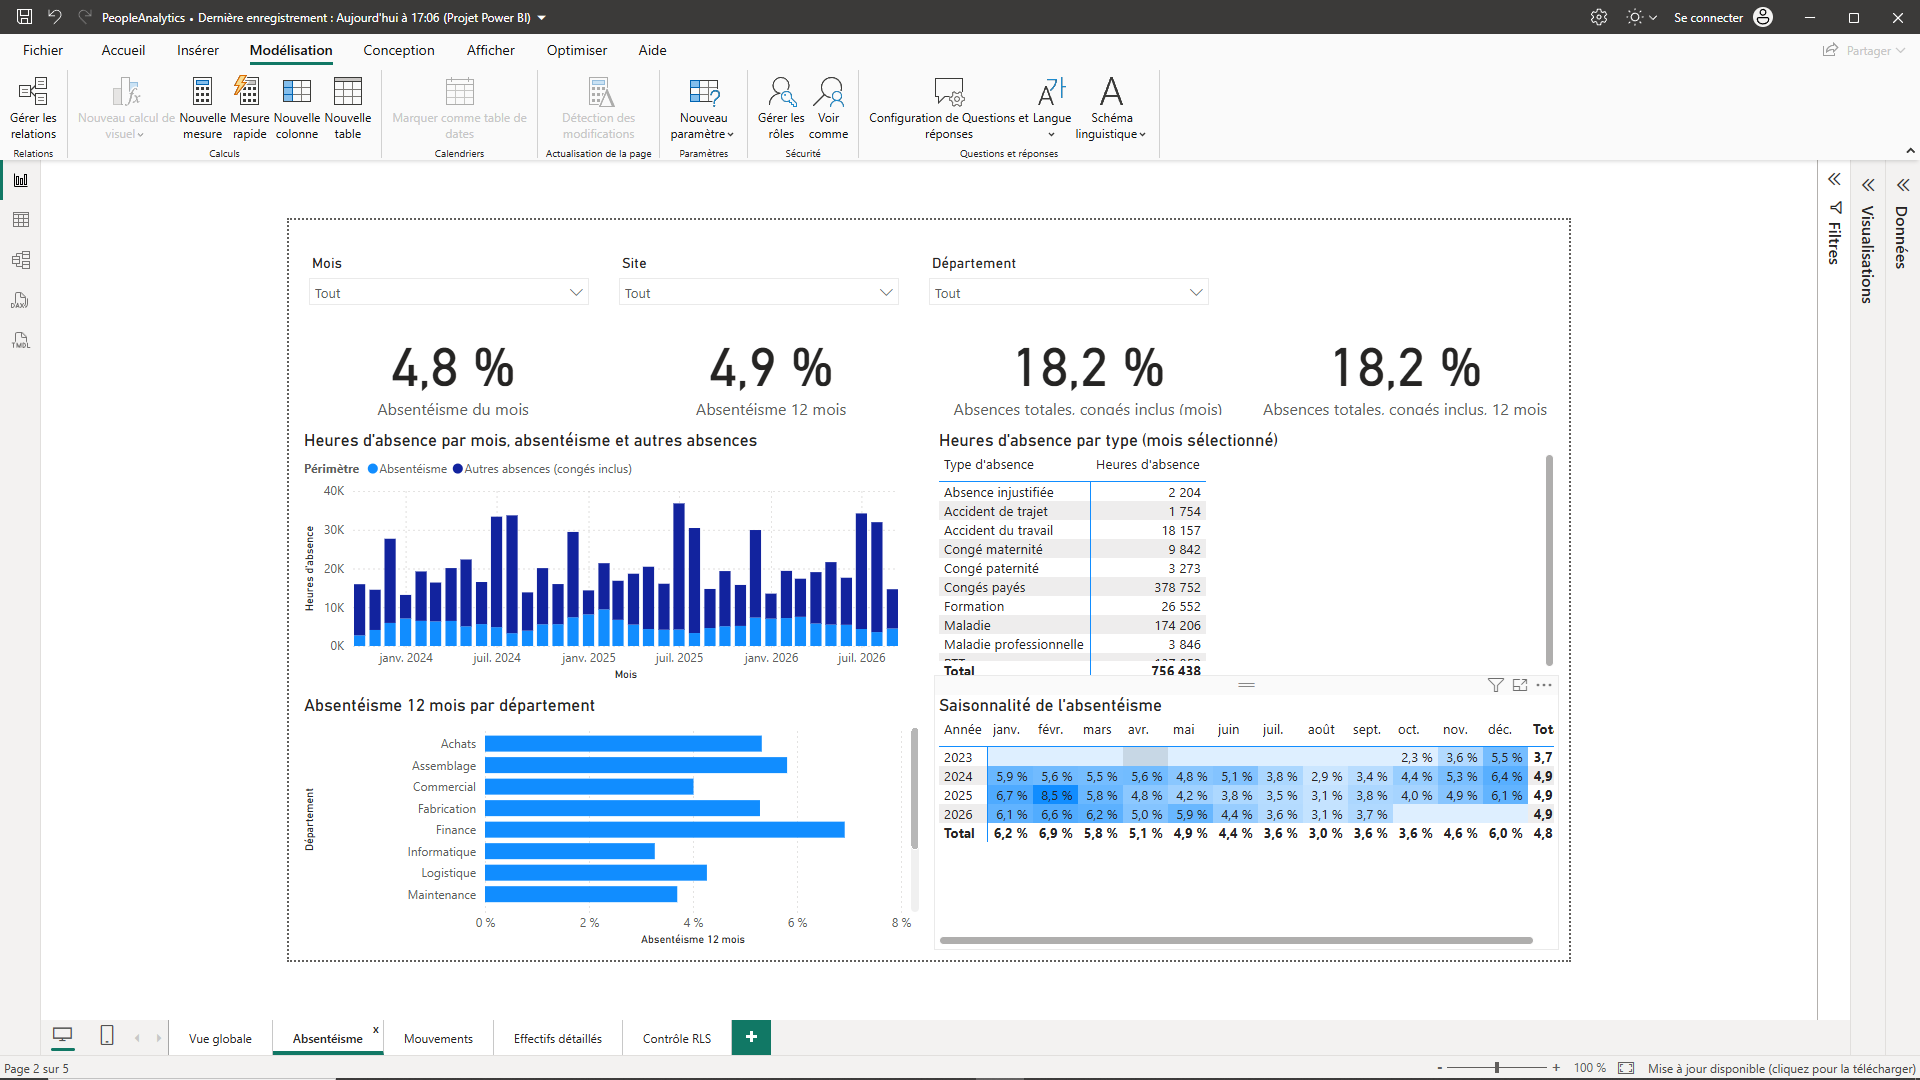 PeopleAnalytics • Dernière enregistrement : Aujourd'hui à 17:06 (Projet Power BI)
Se connecter
Fichier Accueil Insérer Modélisation Conception Afficher Optimiser Aide
Partager
Gérer les relations
Nouveau calcul de visuel
Nouvelle mesure
Mesure rapide
Nouvelle colonne
Nouvelle table
Marquer comme table de dates
Détection des modifications
Nouveau paramètre
Gérer les rôles
Voir comme
Configuration de Questions et réponses
Langue
Schéma linguistique
Relations
Calculs
Calendriers
Actualisation de la page
Paramètres
Sécurité
Questions et réponses
DAX
TMDL
Filtres
Visualisations
Données
Mois
Tout
Site
Tout
Département
Tout
4,8 %
Absentéisme du mois
4,9 %
Absentéisme 12 mois
18,2 %
Absences totales, congés inclus (mois)
18,2 %
Absences totales, congés inclus, 12 mois
Heures d'absence par mois, absentéisme et autres absences
Périmètre Absentéisme Autres absences (congés inclus)
Heures d'absence
40K
30K
20K
10K
0K
janv. 2024 juil. 2024 janv. 2025 juil. 2025 janv. 2026 juil. 2026
Mois
Heures d'absence par type (mois sélectionné)
Type d'absence Heures d'absence
Absence injustifiée 2 204
Accident de trajet 1 754
Accident du travail 18 157
Congé maternité 9 842
Congé paternité 3 273
Congés payés 378 752
Formation 26 552
Maladie 174 206
Maladie professionnelle 3 846
Total 756 438
Absentéisme 12 mois par département
Département
Achats
Assemblage
Commercial
Fabrication
Finance
Informatique
Logistique
Maintenance
0 % 2 % 4 % 6 % 8 %
Absentéisme 12 mois
Saisonnalité de l'absentéisme
Année janv. févr. mars avr. mai juin juil. août sept. oct. nov. déc. Tot
2023 2,3 % 3,6 % 5,5 % 3,7
2024 5,9 % 5,6 % 5,5 % 5,6 % 4,8 % 5,1 % 3,8 % 2,9 % 3,4 % 4,4 % 5,3 % 6,4 % 4,9
2025 6,7 % 8,5 % 5,8 % 4,8 % 4,2 % 3,8 % 3,5 % 3,1 % 3,8 % 4,0 % 4,9 % 6,1 % 4,9
2026 6,1 % 6,6 % 6,2 % 5,0 % 5,9 % 4,4 % 3,6 % 3,1 % 3,7 % 4,9
Total 6,2 % 6,9 % 5,8 % 5,1 % 4,9 % 4,4 % 3,6 % 3,0 % 3,6 % 3,6 % 4,6 % 6,0 % 4,8
Vue globale Absentéisme x Mouvements Effectifs détaillés Contrôle RLS +
Page 2 sur 5
- + 100 %
Mise à jour disponible (cliquez pour la télécharger)